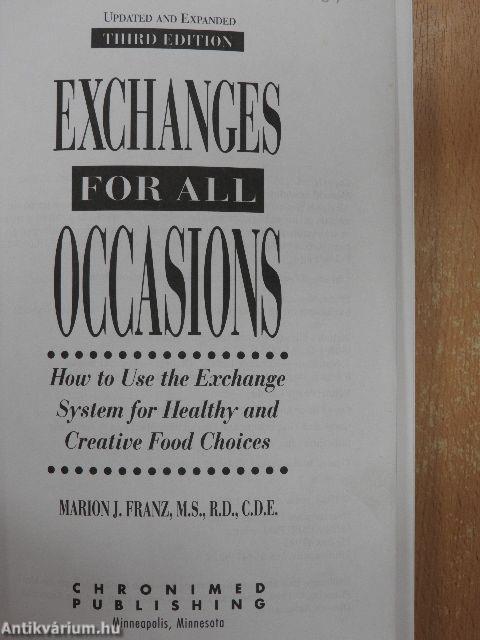 UPDATED AND EXPANDED
THIRD EDITION
EXCHANGES
FOR ALL
OCCASIONS
How to Use the Exchange
System for Healthy and
Creative Food Choices
MARION J. FRANZ, M.S., R.D., C.D.E.
CHRONIMED
PUBLISHING
Minneapolis, Minnesota
Antikvárium.hu